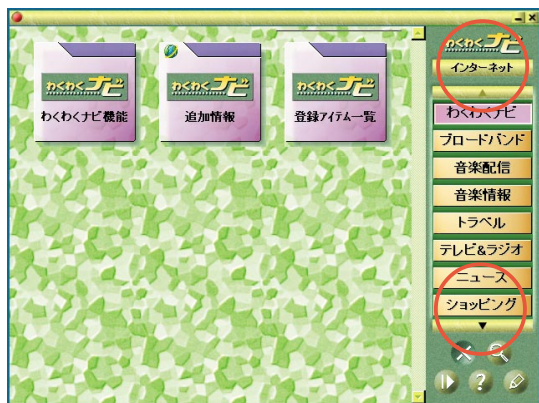 わくわくナビ
わくわくナビ
わくわくナビ
わくわくナビ機能
追加情報
登録アイテム一覧
わくわくナビ
インターネット
わくわくナビ
ブロードバンド
音楽配信
音楽情報
トラベル
テレビ&ラジオ
ニュース
ショッピング
?